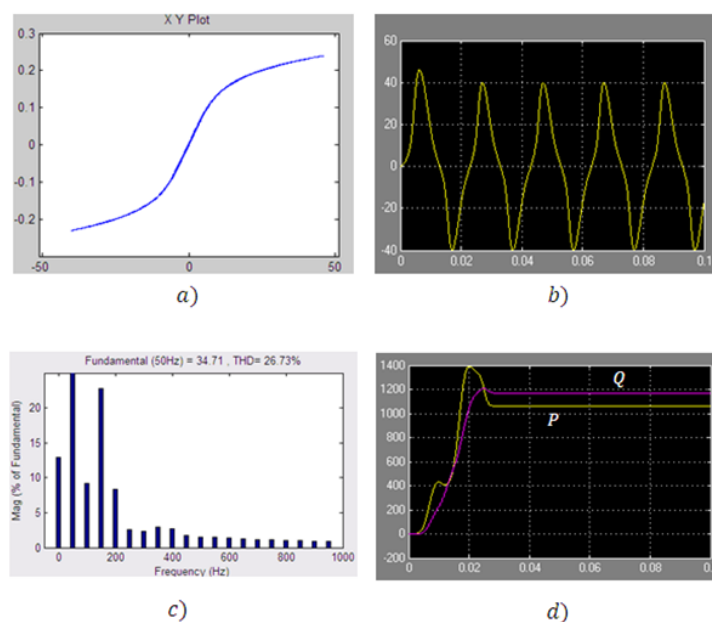 X Y Plot
0.3
0.2
0.1
0
-0.1
-0.2
-50 0 50
a)
60
40
20
0
-20
-40
0 0.02 0.04 0.06 0.08 0.1
b)
Fundamental (50Hz) = 34.71 , THD= 26.73%
Mag (% of Fundamental)
20
15
10
5
0
0 200 400 600 800 1000
Frequency (Hz)
c)
1400
1200
1000
800
600
400
200
0
-200
Q
P
0 0.02 0.04 0.06 0.08 0.
d)